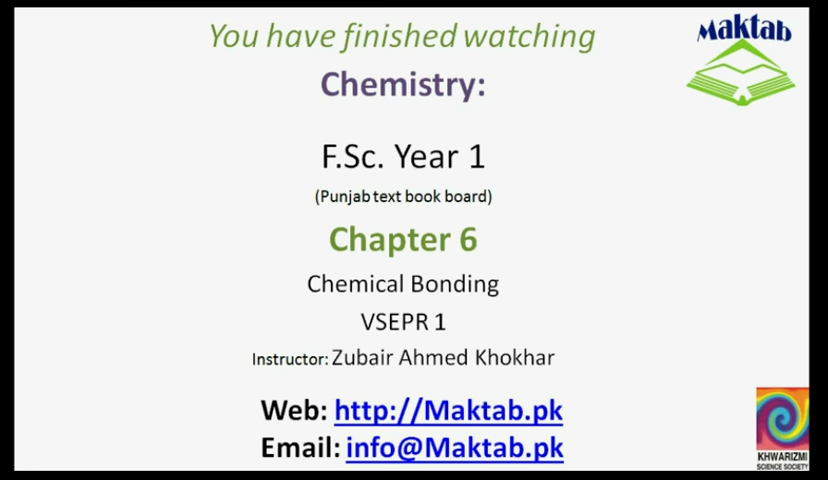 You have finished watching
Maktab
Chemistry:
F.Sc. Year 1
(Punjab text book board)
Chapter 6
Chemical Bonding
VSEPR 1
Instructor: Zubair Ahmed Khokhar
Web: http://Maktab.pk
Email: info@Maktab.pk
KHWARIZMI
SCIENCE SOCIETY